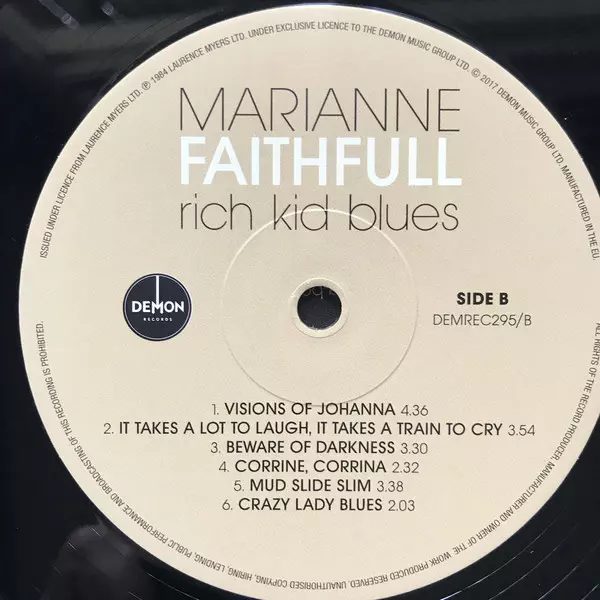 MARIANNE
FAITHFULL
rich kid blues
DEMON
RECORDS
SIDE B
DEMREC295/B
1. VISIONS OF JOHANNA 4.36
2. IT TAKES A LOT TO LAUGH, IT TAKES A TRAIN TO CRY 3.54
3. BEWARE OF DARKNESS 3.30
4. CORRINE, CORRINA 2.32
5. MUD SLIDE SLIM 3.38
6. CRAZY LADY BLUES 2.03
ISSUED UNDER LICENCE FROM LAURENCE MYERS LTD. ℗ 1984 LAURENCE MYERS LTD. UNDER EXCLUSIVE LICENCE TO THE DEMON MUSIC GROUP LTD. © 2017 DEMON MUSIC GROUP LTD. MANUFACTURED IN THE EU.
ALL RIGHTS OF THE RECORD PRODUCER, MANUFACTURER AND OWNER OF THE WORK PRODUCED RESERVED. UNAUTHORISED COPYING, HIRING, LENDING, PUBLIC PERFORMANCE AND BROADCASTING OF THIS RECORDING IS PROHIBITED.